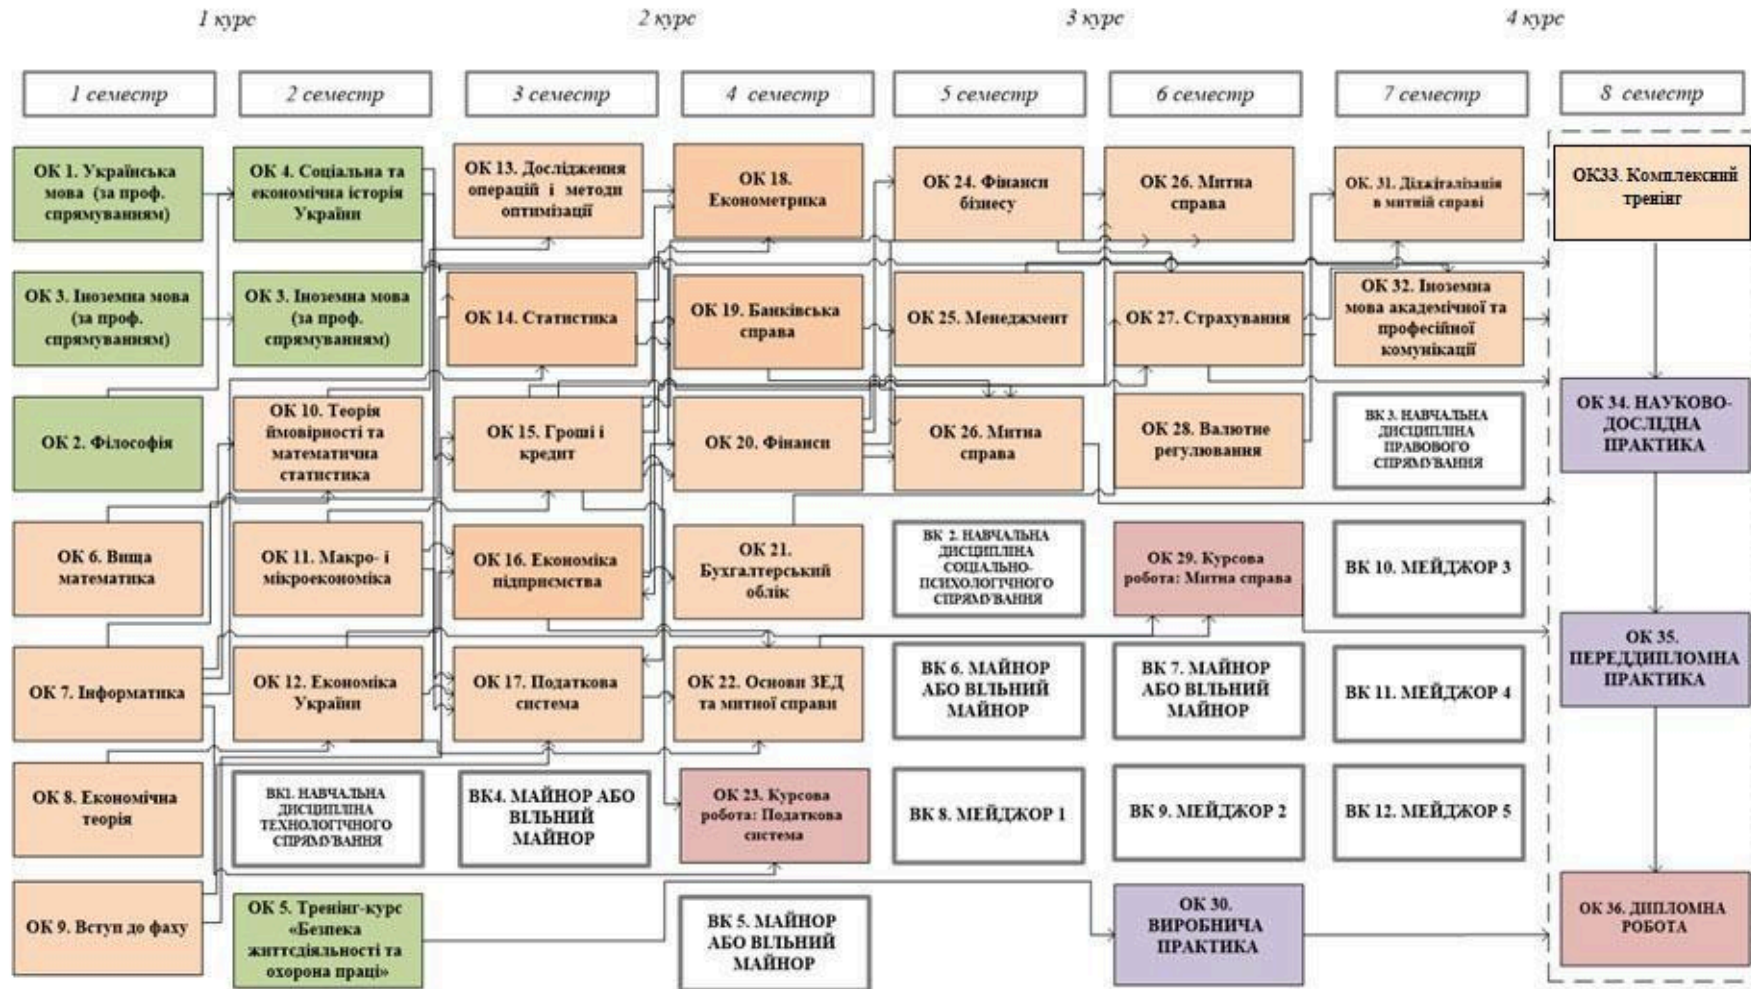 1 курс
2 курс
3 курс
4 курс
1 семестр
2 семестр
3 семестр
4 семестр
5 семестр
6 семестр
7 семестр
8 семестр
ОК 1. Українська
мова (за проф.
спрямуванням)
ОК 4. Соціальна та
економічна історія
України
ОК 13. Дослідження
операцій і методи
оптимізації
ОК 18.
Економетрика
ОК 24. Фінанси
бізнесу
ОК 26. Митна
справа
ОК. 31. Діджіталізація
в митній справі
ОК33. Комплексний
тренінг
ОК 3. Іноземна мова
(за проф.
спрямуванням)
ОК 3. Іноземна мова
(за проф.
спрямуванням)
ОК 14. Статистика
ОК 19. Банківська
справа
ОК 25. Менеджмент
ОК 27. Страхування
ОК 32. Іноземна
мова академічної та
професійної
комунікації
ОК 2. Філософія
ОК 10. Теорія
ймовірності та
математична
статистика
ОК 15. Гроші і
кредит
ОК 20. Фінанси
ОК 26. Митна
справа
ОК 28. Валютне
регулювання
ВК 3. НАВЧАЛЬНА
ДИСЦИПЛІНА
ПРАВОВОГО
СПРЯМУВАННЯ
ОК 34. НАУКОВО-
ДОСЛІДНА
ПРАКТИКА
ОК 6. Вища
математика
ОК 11. Макро- і
мікроекономіка
ОК 16. Економіка
підприємства
ОК 21.
Бухгалтерський
облік
ВК 2. НАВЧАЛЬНА
ДИСЦИПЛІНА
СОЦІАЛЬНО-
ПСИХОЛОГІЧНОГО
СПРЯМУВАННЯ
ОК 29. Курсова
робота: Митна справа
ВК 10. МЕЙДЖОР 3
ОК 7. Інформатика
ОК 12. Економіка
України
ОК 17. Податкова
система
ОК 22. Основи ЗЕД
та митної справи
ВК 6. МАЙНОР
АБО ВІЛЬНИЙ
МАЙНОР
ВК 7. МАЙНОР
АБО ВІЛЬНИЙ
МАЙНОР
ВК 11. МЕЙДЖОР 4
ОК 35.
ПЕРЕДДИПЛОМНА
ПРАКТИКА
ОК 8. Економічна
теорія
ВК1. НАВЧАЛЬНА
ДИСЦИПЛІНА
ТЕХНОЛОГІЧНОГО
СПРЯМУВАННЯ
ВК4. МАЙНОР АБО
ВІЛЬНИЙ
МАЙНОР
ОК 23. Курсова
робота: Податкова
система
ВК 8. МЕЙДЖОР 1
ВК 9. МЕЙДЖОР 2
ВК 12. МЕЙДЖОР 5
ОК 9. Вступ до фаху
ОК 5. Тренінг-курс
«Безпека
життєдіяльності та
охорона праці»
ВК 5. МАЙНОР
АБО ВІЛЬНИЙ
МАЙНОР
ОК 30.
ВИРОБНИЧА
ПРАКТИКА
ОК 36. ДИПЛОМНА
РОБОТА